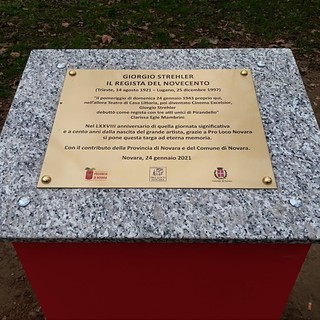 GIORGIO STREHLER
IL REGISTA DEL NOVECENTO
(Trieste, 14 agosto 1921 – Lugano, 25 dicembre 1997)
"Il pomeriggio di domenica 24 gennaio 1943 proprio qui,
nell'allora Teatro di Casa Littoria, poi diventato Cinema Excelsior,
Giorgio Strehler
debuttò come regista con tre atti unici di Pirandello"
Clarissa Egle Mambrini
Nel LXXVIII anniversario di quella giornata significativa
e a cento anni dalla nascita del grande artista, grazie a Pro Loco Novara
si pone questa targa ad eterna memoria.
Con il contributo della Provincia di Novara e del Comune di Novara.
Novara, 24 gennaio 2021